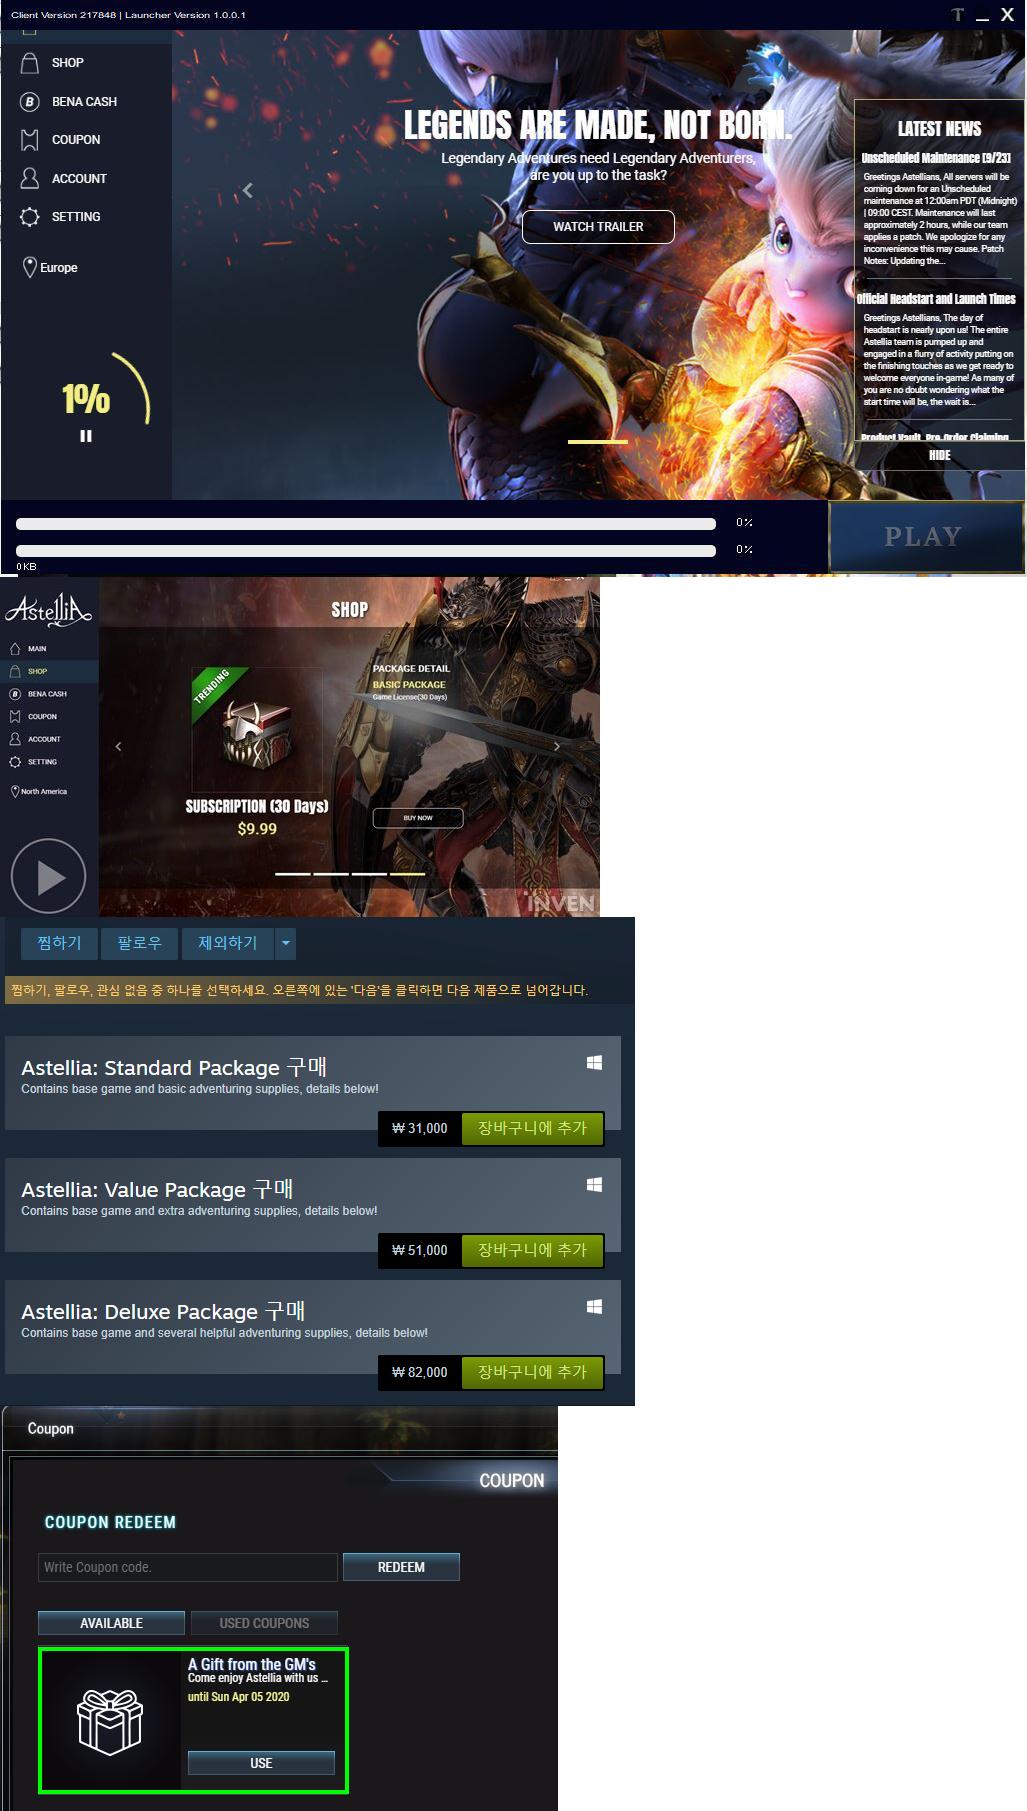 Client Version 217848 | Launcher Version 1.0.0.1
T
X
SHOP
B BENA CASH
COUPON
ACCOUNT
SETTING
Europe
1%
LEGENDS ARE MADE, NOT BORN.
Legendary Adventures need Legendary Adventurers,
are you up to the task?
WATCH TRAILER
LATEST NEWS
Unscheduled Maintenance [9/23]
Greetings Astellians, All servers will be
coming down for an Unscheduled
maintenance at 12:00am PDT (Midnight)
| 09:00 CEST. Maintenance will last
approximately 2 hours, while our team
applies a patch. We apologize for any
inconvenience this may cause. Patch
Notes: Updating the...
Official Headstart and Launch Times
Greetings Astellians, The day of
headstart is nearly upon us! The entire
Astellia team is pumped up and
engaged in a flurry of activity putting on
the finishing touches as we get ready to
welcome everyone in-game! As many of
you are no doubt wondering what the
start time will be, the wait is...
Product Vault, Pre-Order Claiming
HIDE
0%
0%
0KB
PLAY
AstelliA
MAIN
SHOP
B BENA CASH
COUPON
ACCOUNT
SETTING
North America
SHOP
TRENDING
SUBSCRIPTION (30 Days)
$9.99
PACKAGE DETAIL
BASIC PACKAGE
Game License(30 Days)
BUY NOW
INVEN
찜하기 팔로우 제외하기
찜하기, 팔로우, 관심 없음 중 하나를 선택하세요. 오른쪽에 있는 '다음'을 클릭하면 다음 제품으로 넘어갑니다.
Astellia: Standard Package 구매
Contains base game and basic adventuring supplies, details below!
₩ 31,000 장바구니에 추가
Astellia: Value Package 구매
Contains base game and extra adventuring supplies, details below!
₩ 51,000 장바구니에 추가
Astellia: Deluxe Package 구매
Contains base game and several helpful adventuring supplies, details below!
₩ 82,000 장바구니에 추가
Coupon
COUPON
COUPON REDEEM
Write Coupon code.
REDEEM
AVAILABLE
USED COUPONS
A Gift from the GM's
Come enjoy Astellia with us ...
until Sun Apr 05 2020
USE